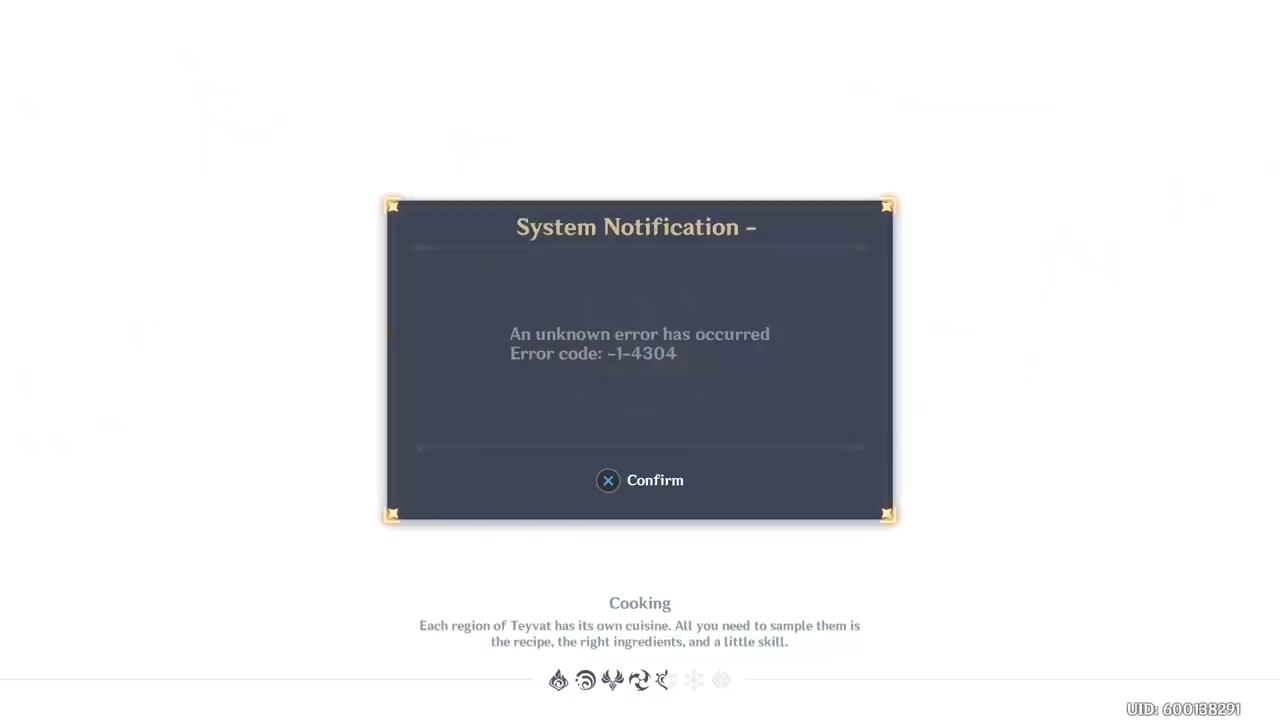 System Notification -
An unknown error has occurred
Error code: -1-4304
Confirm
Cooking
Each region of Teyvat has its own cuisine. All you need to sample them is
the recipe, the right ingredients, and a little skill.
UID: 600138291